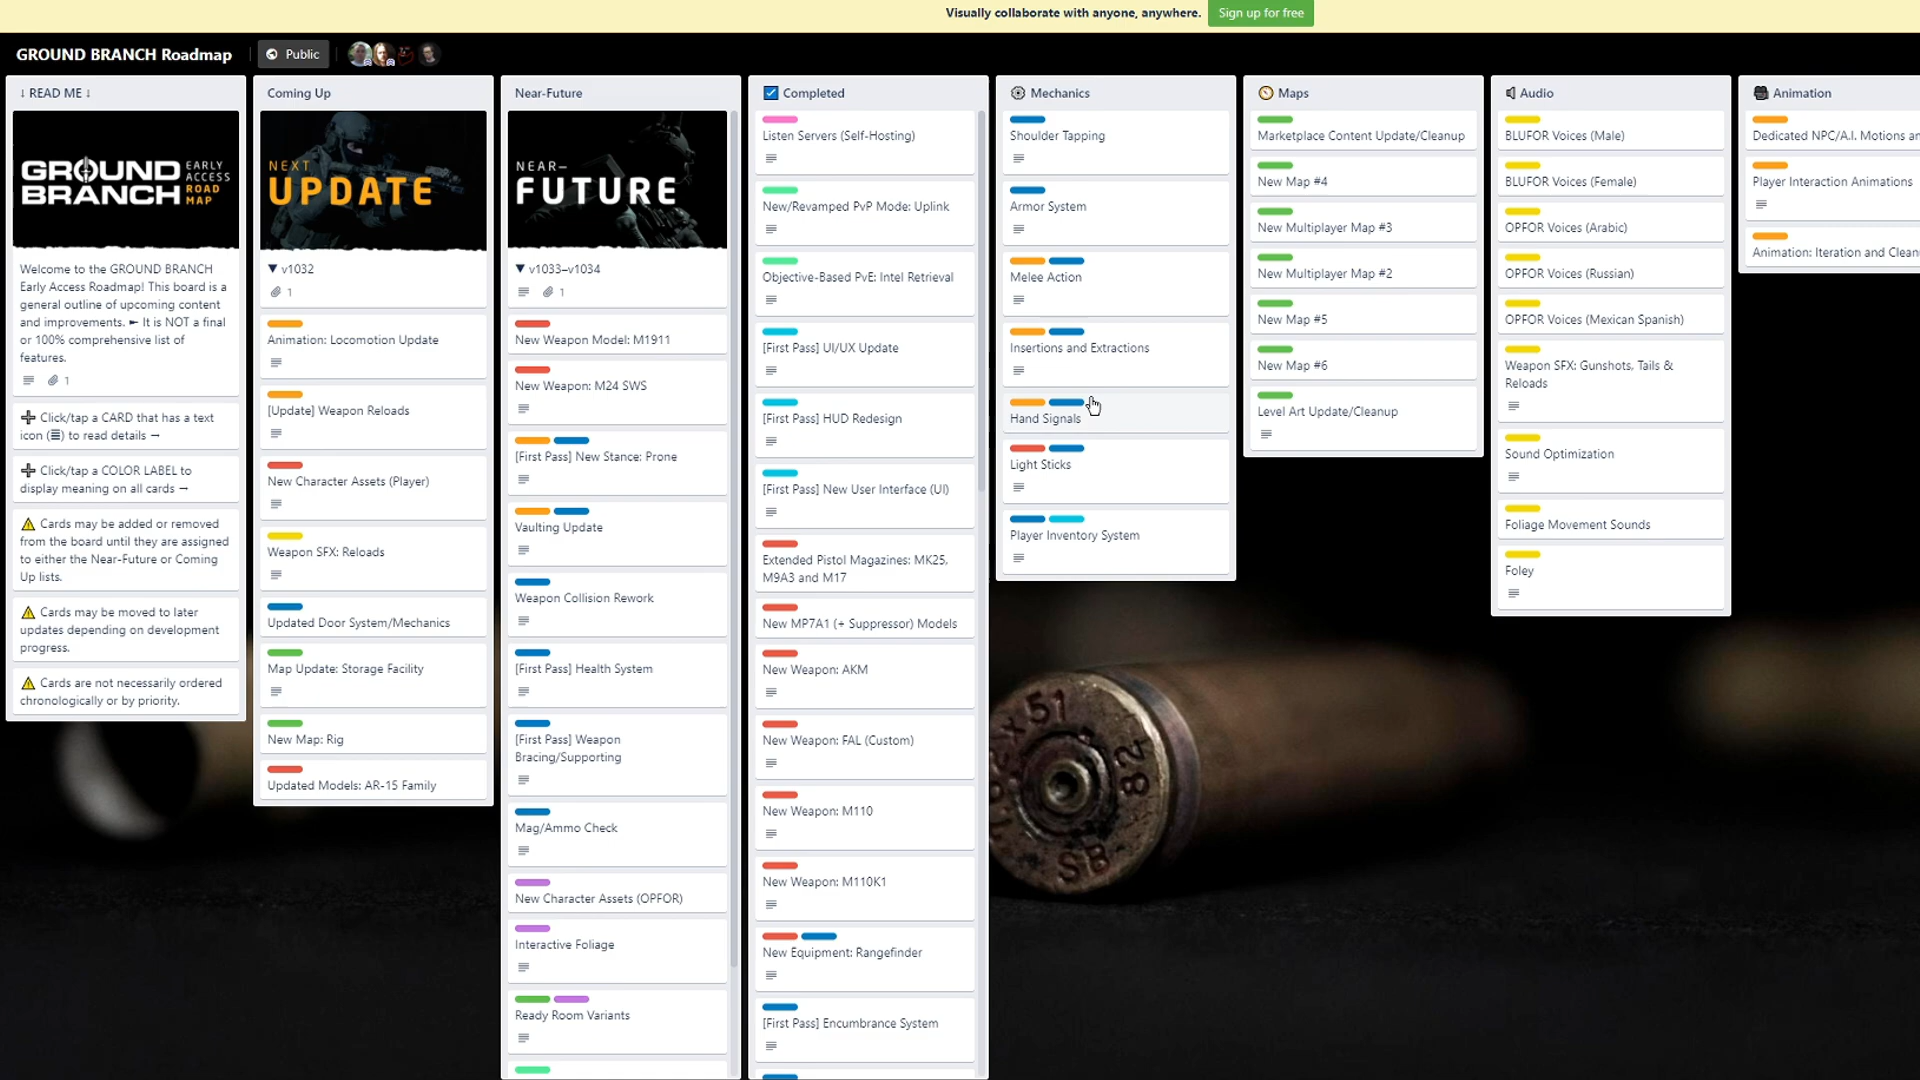 Visually collaborate with anyone, anywhere. Sign up for free
GROUND BRANCH Roadmap
Public
↓ READ ME ↓
GROUND BRANCH
EARLY ACCESS ROAD MAP
Welcome to the GROUND BRANCH
Early Access Roadmap! This board is a
general outline of upcoming content
and improvements. ► It is NOT a final
or 100% comprehensive list of
features.
1
➕ Click/tap a CARD that has a text
icon (☰) to read details →
➕ Click/tap a COLOR LABEL to
display meaning on all cards →
⚠ Cards may be added or removed
from the board until they are assigned
to either the Near-Future or Coming
Up lists.
⚠ Cards may be moved to later
updates depending on development
progress.
⚠ Cards are not necessarily ordered
chronologically or by priority.
Coming Up
NEXT
UPDATE
▼ v1032
1
Animation: Locomotion Update
[Update] Weapon Reloads
New Character Assets (Player)
Weapon SFX: Reloads
Updated Door System/Mechanics
Map Update: Storage Facility
New Map: Rig
Updated Models: AR-15 Family
Near-Future
NEAR–
FUTURE
▼ v1033–v1034
1
New Weapon Model: M1911
New Weapon: M24 SWS
[First Pass] New Stance: Prone
Vaulting Update
Weapon Collision Rework
[First Pass] Health System
[First Pass] Weapon
Bracing/Supporting
Mag/Ammo Check
New Character Assets (OPFOR)
Interactive Foliage
Ready Room Variants
Completed
Listen Servers (Self-Hosting)
New/Revamped PvP Mode: Uplink
Objective-Based PvE: Intel Retrieval
[First Pass] UI/UX Update
[First Pass] HUD Redesign
[First Pass] New User Interface (UI)
Extended Pistol Magazines: MK25,
M9A3 and M17
New MP7A1 (+ Suppressor) Models
New Weapon: AKM
New Weapon: FAL (Custom)
New Weapon: M110
New Weapon: M110K1
New Equipment: Rangefinder
[First Pass] Encumbrance System
Mechanics
Shoulder Tapping
Armor System
Melee Action
Insertions and Extractions
Hand Signals
Light Sticks
Player Inventory System
Maps
Marketplace Content Update/Cleanup
New Map #4
New Multiplayer Map #3
New Multiplayer Map #2
New Map #5
New Map #6
Level Art Update/Cleanup
Audio
BLUFOR Voices (Male)
BLUFOR Voices (Female)
OPFOR Voices (Arabic)
OPFOR Voices (Russian)
OPFOR Voices (Mexican Spanish)
Weapon SFX: Gunshots, Tails &
Reloads
Sound Optimization
Foliage Movement Sounds
Foley
Animation
Dedicated NPC/A.I. Motions
Player Interaction Animations
Animation: Iteration and
x51
82
SB